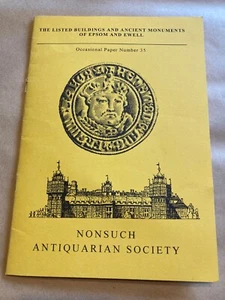 THE LISTED BUILDINGS AND ANCIENT MONUMENTS
OF EPSOM AND EWELL
Occasional Paper Number 33
NONSUCH
ANTIQUARIAN SOCIETY